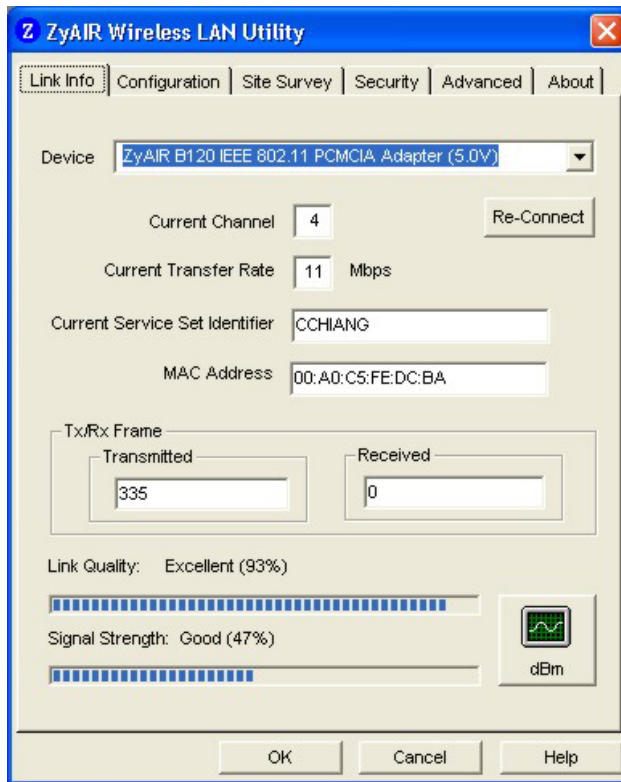 Z ZyAIR Wireless LAN Utility
Link Info Configuration Site Survey Security Advanced About
Device ZyAIR B120 IEEE 802.11 PCMCIA Adapter (5.0V)
Current Channel 4 Re-Connect
Current Transfer Rate 11 Mbps
Current Service Set Identifier CCHIANG
MAC Address 00:A0:C5:FE:DC:BA
Tx/Rx Frame
Transmitted Received
335 0
Link Quality: Excellent (93%)
Signal Strength: Good (47%)
dBm
OK Cancel Help